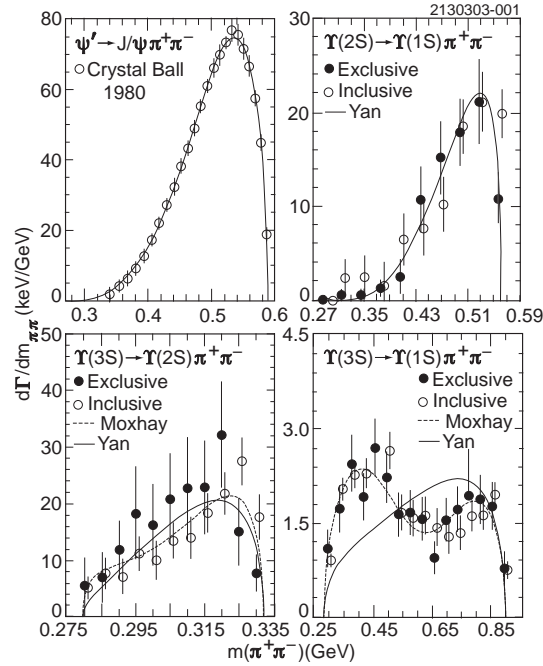 2130303-001
ψ′→J/ψππ⁺π⁻
Crystal Ball
1980
80
60
40
20
0
0.3 0.4 0.5 0.6
ϒ(2S)→ϒ(1S)π⁺π⁻
Exclusive
Inclusive
Yan
30
20
10
0
0.27 0.35 0.43 0.51 0.59
dΓ/dmππ (keV/GeV)
ϒ(3S)→ϒ(2S)π⁺π⁻
Exclusive
Inclusive
Moxhay
Yan
50
40
30
20
10
0
0.275 0.295 0.315 0.335
ϒ(3S)→ϒ(1S)π⁺π⁻
Exclusive
Inclusive
Moxhay
Yan
4.5
3.0
1.5
0
0.25 0.45 0.65 0.85
m(π⁺π⁻)(GeV)